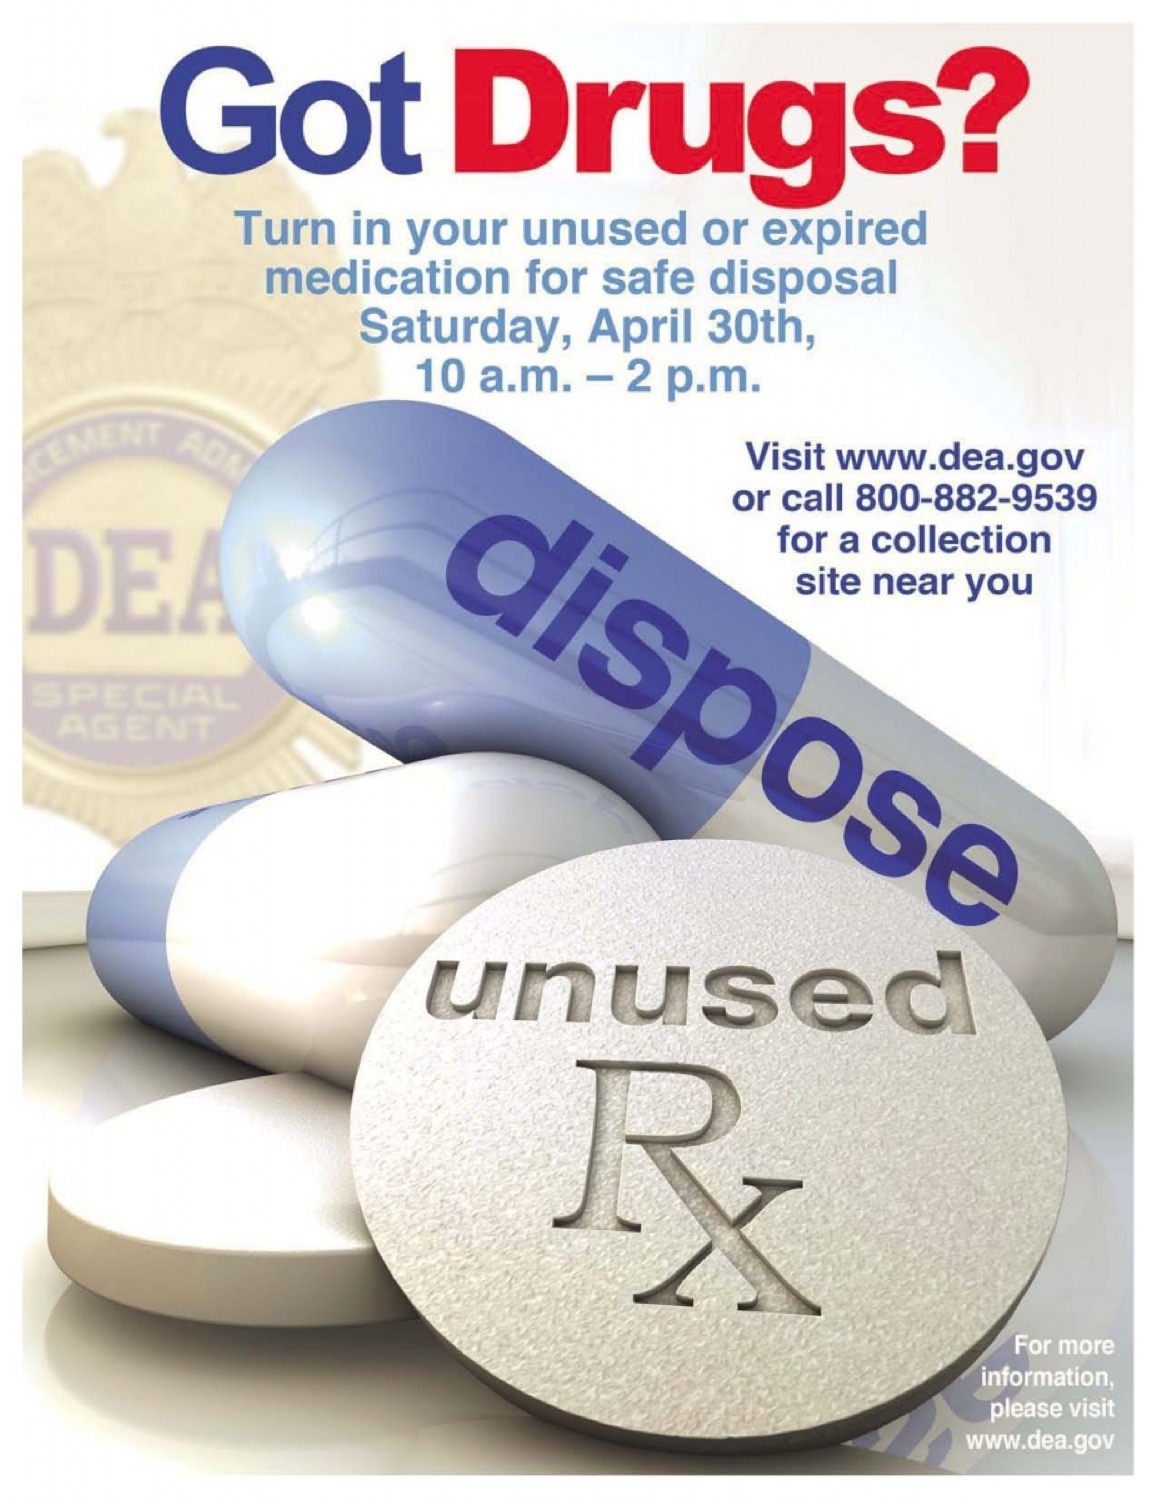 Got Drugs?
Turn in your unused or expired
medication for safe disposal
Saturday, April 30th,
10 a.m. – 2 p.m.
Visit www.dea.gov
or call 800-882-9539
for a collection
site near you
DEA
SPECIAL
AGENT
dispose
unused
Rx
For more
information,
please visit
www.dea.gov